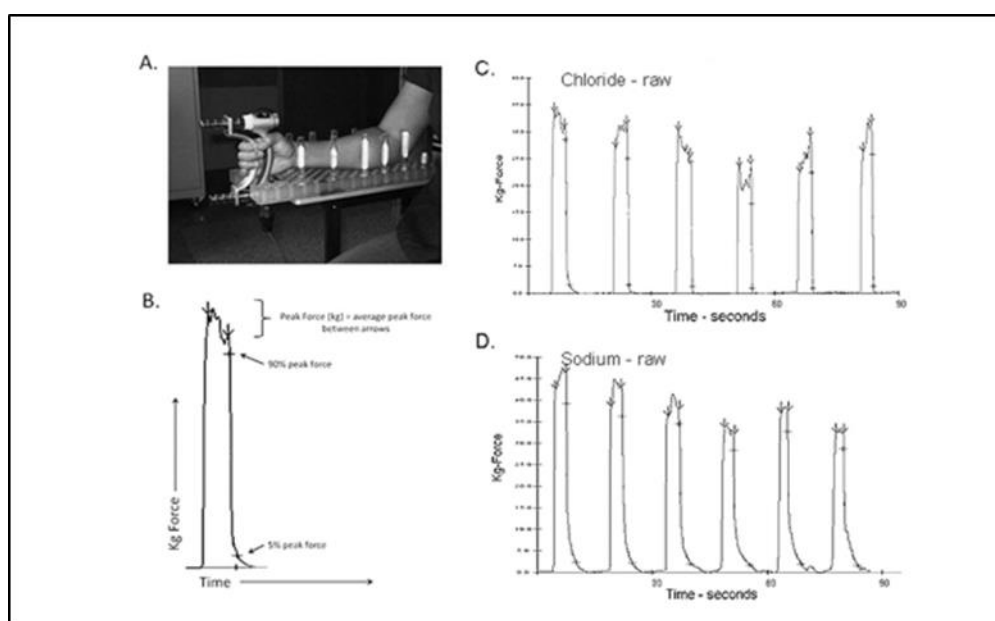 A.
B.
Peak Force (kg) = average peak force
between arrows
90% peak force
5% peak force
Kg Force
Time
C.
Chloride - raw
Kg-Force
30
60
90
Time - seconds
D.
Sodium - raw
Kg-Force
30
60
90
Time - seconds